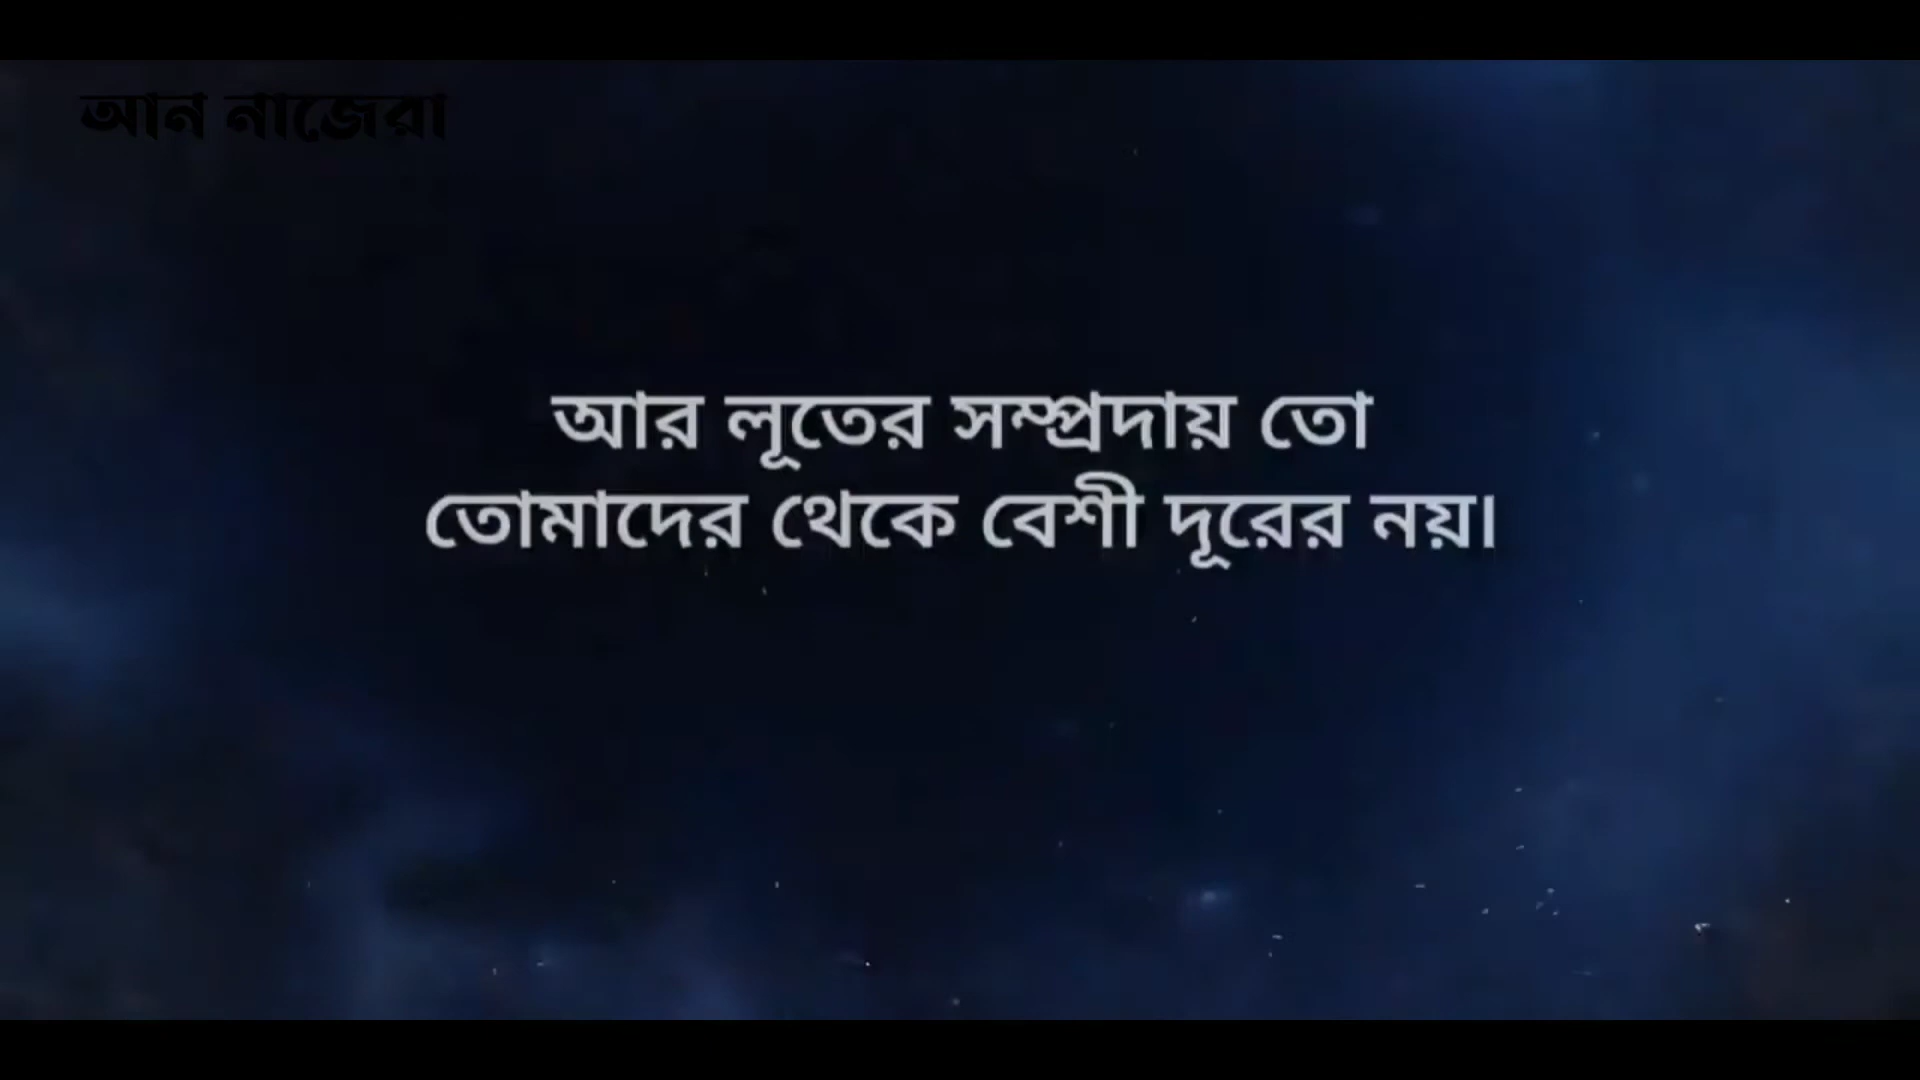 আন নাজেরা
আর লূতের সম্প্রদায় তো
তোমাদের থেকে বেশী দূরের নয়।